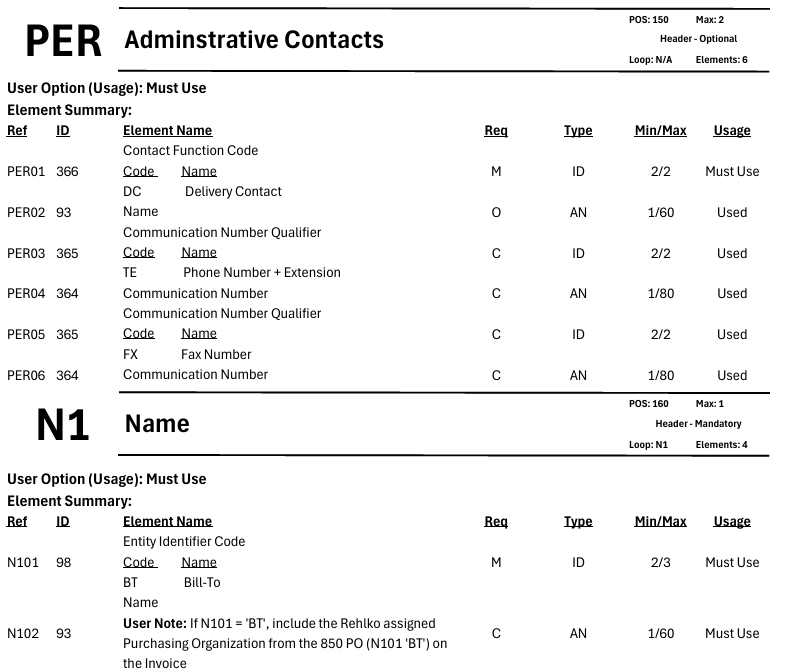 PER Adminstrative Contacts
POS: 150 Max: 2
Header - Optional
Loop: N/A Elements: 6
User Option (Usage): Must Use
Element Summary:
Ref ID Element Name Req Type Min/Max Usage
Contact Function Code
PER01 366 Code Name M ID 2/2 Must Use
DC Delivery Contact
PER02 93 Name O AN 1/60 Used
Communication Number Qualifier
PER03 365 Code Name C ID 2/2 Used
TE Phone Number + Extension
PER04 364 Communication Number C AN 1/80 Used
Communication Number Qualifier
PER05 365 Code Name C ID 2/2 Used
FX Fax Number
PER06 364 Communication Number C AN 1/80 Used
N1 Name
POS: 160 Max: 1
Header - Mandatory
Loop: N1 Elements: 4
User Option (Usage): Must Use
Element Summary:
Ref ID Element Name Req Type Min/Max Usage
Entity Identifier Code
N101 98 Code Name M ID 2/3 Must Use
BT Bill-To
Name
User Note: If N101 = 'BT', include the Rehlko assigned
N102 93 Purchasing Organization from the 850 PO (N101 'BT') on C AN 1/60 Must Use
the Invoice